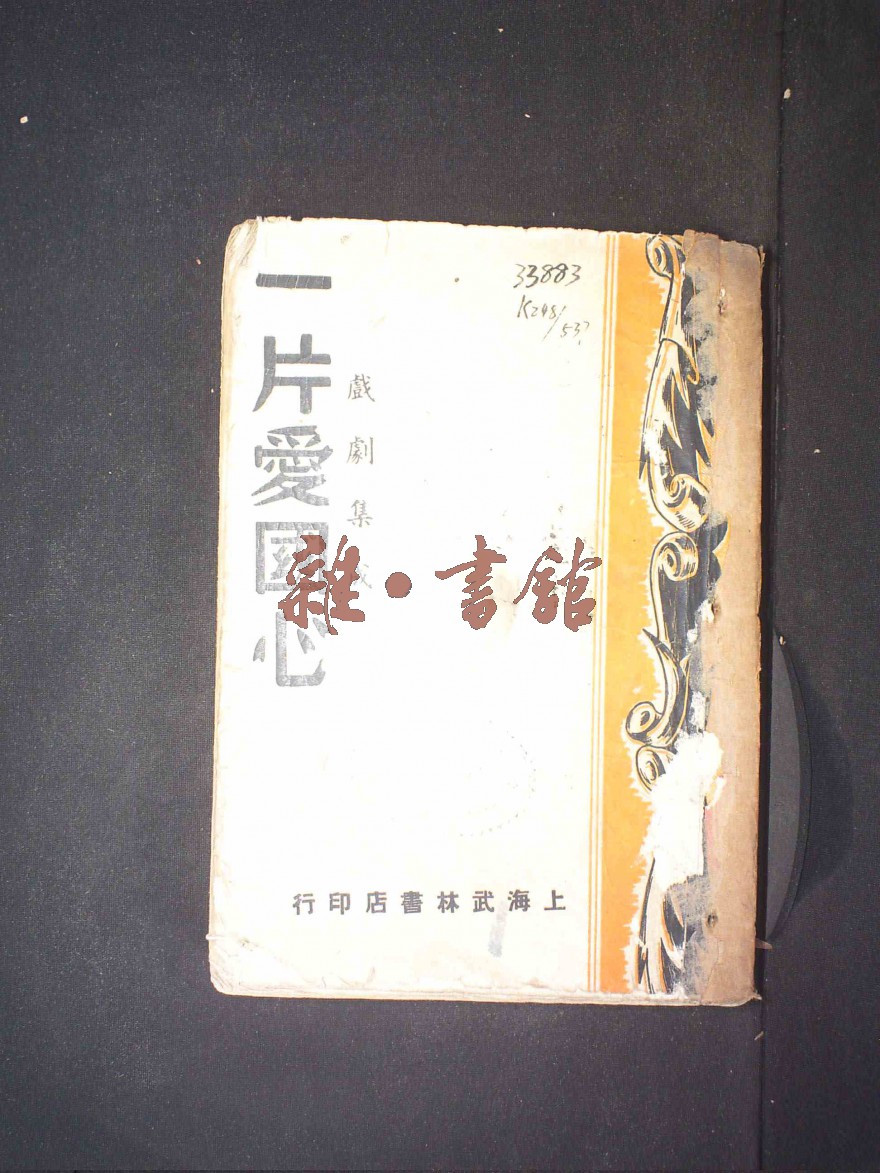 33883
K248/537
一片愛國心
戲劇集
上海武林書店印行
雜·書館